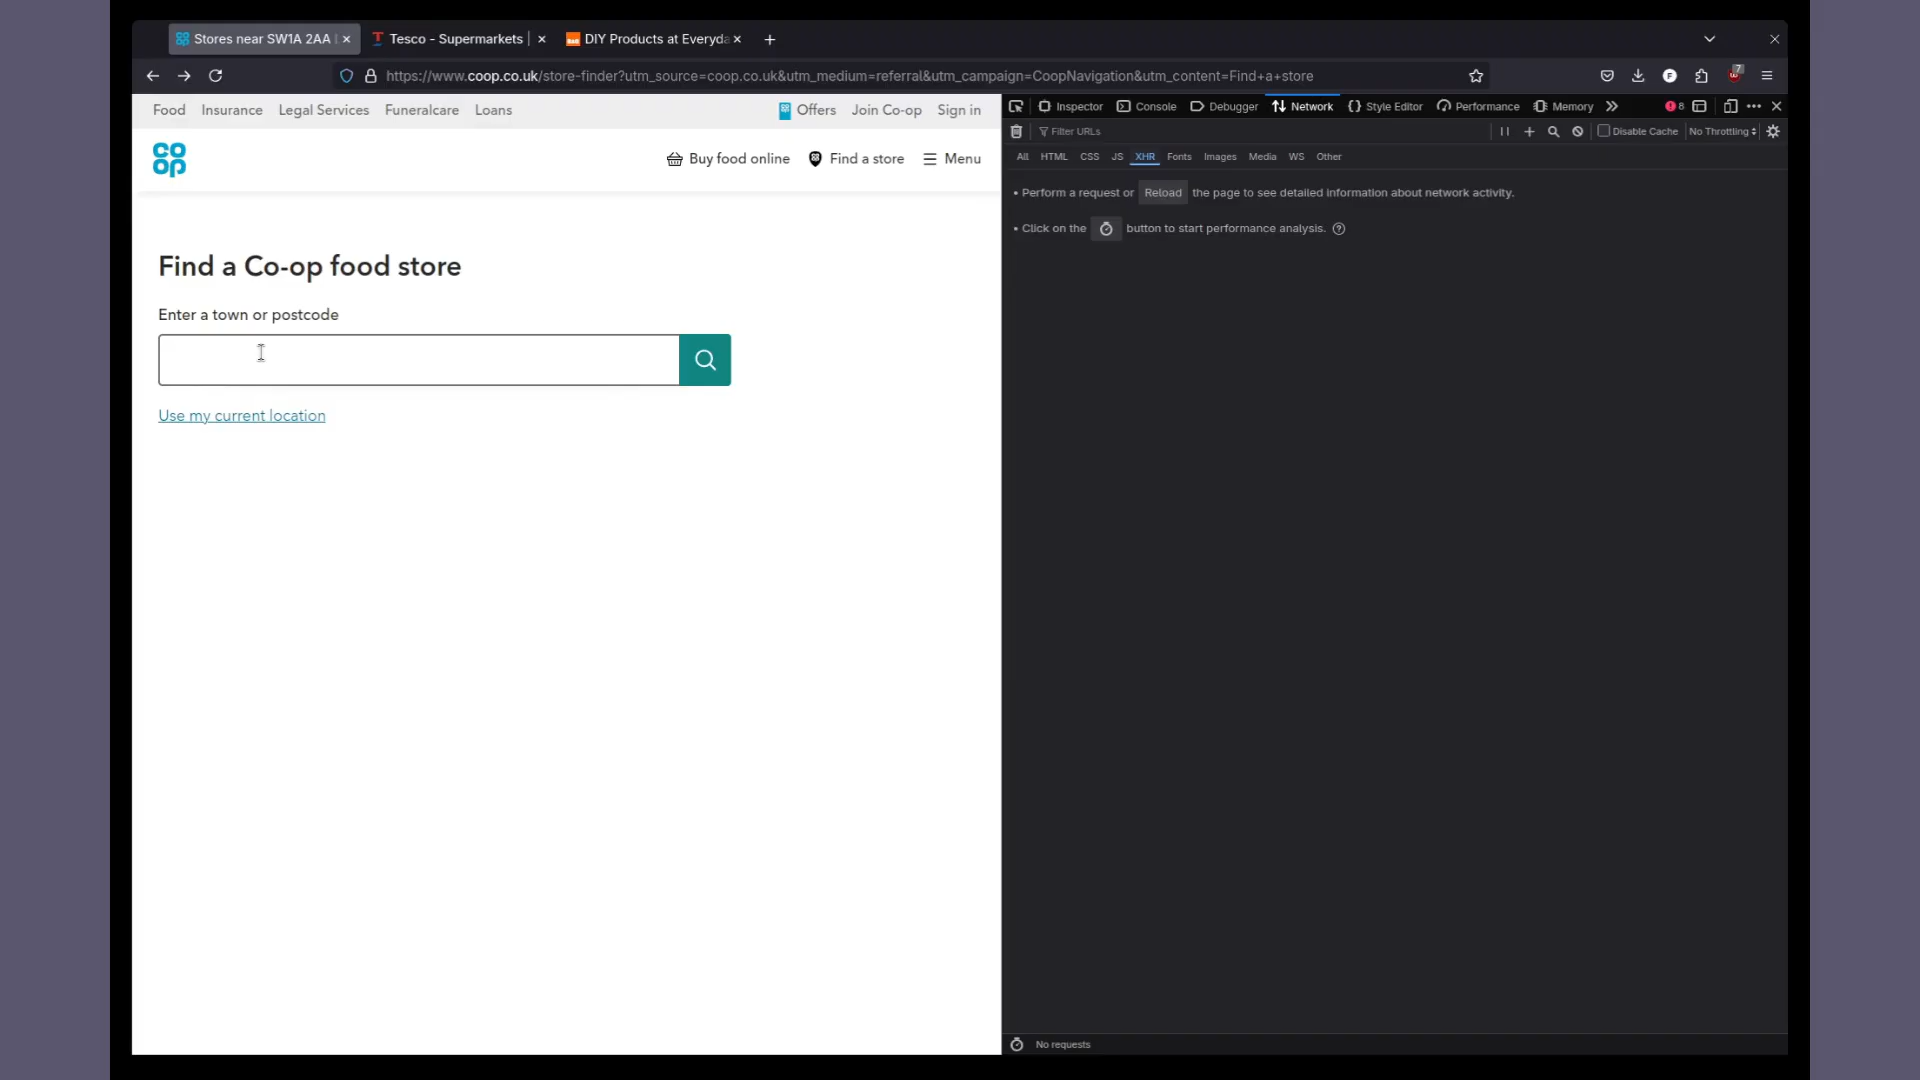 Stores near SW1A 2AA
Tesco - Supermarkets |
DIY Products at Everyda
https://www.coop.co.uk/store-finder?utm_source=coop.co.uk&utm_medium=referral&utm_campaign=CoopNavigation&utm_content=Find+a+store
7
Food Insurance Legal Services Funeralcare Loans Offers Join Co-op Sign in
CO
OP
Buy food online Find a store Menu
Find a Co-op food store
Enter a town or postcode
Use my current location
Inspector Console Debugger Network Style Editor Performance Memory 8
Filter URLs Disable Cache No Throttling
All HTML CSS JS XHR Fonts Images Media WS Other
• Perform a request or Reload the page to see detailed information about network activity.
• Click on the button to start performance analysis. ?
No requests